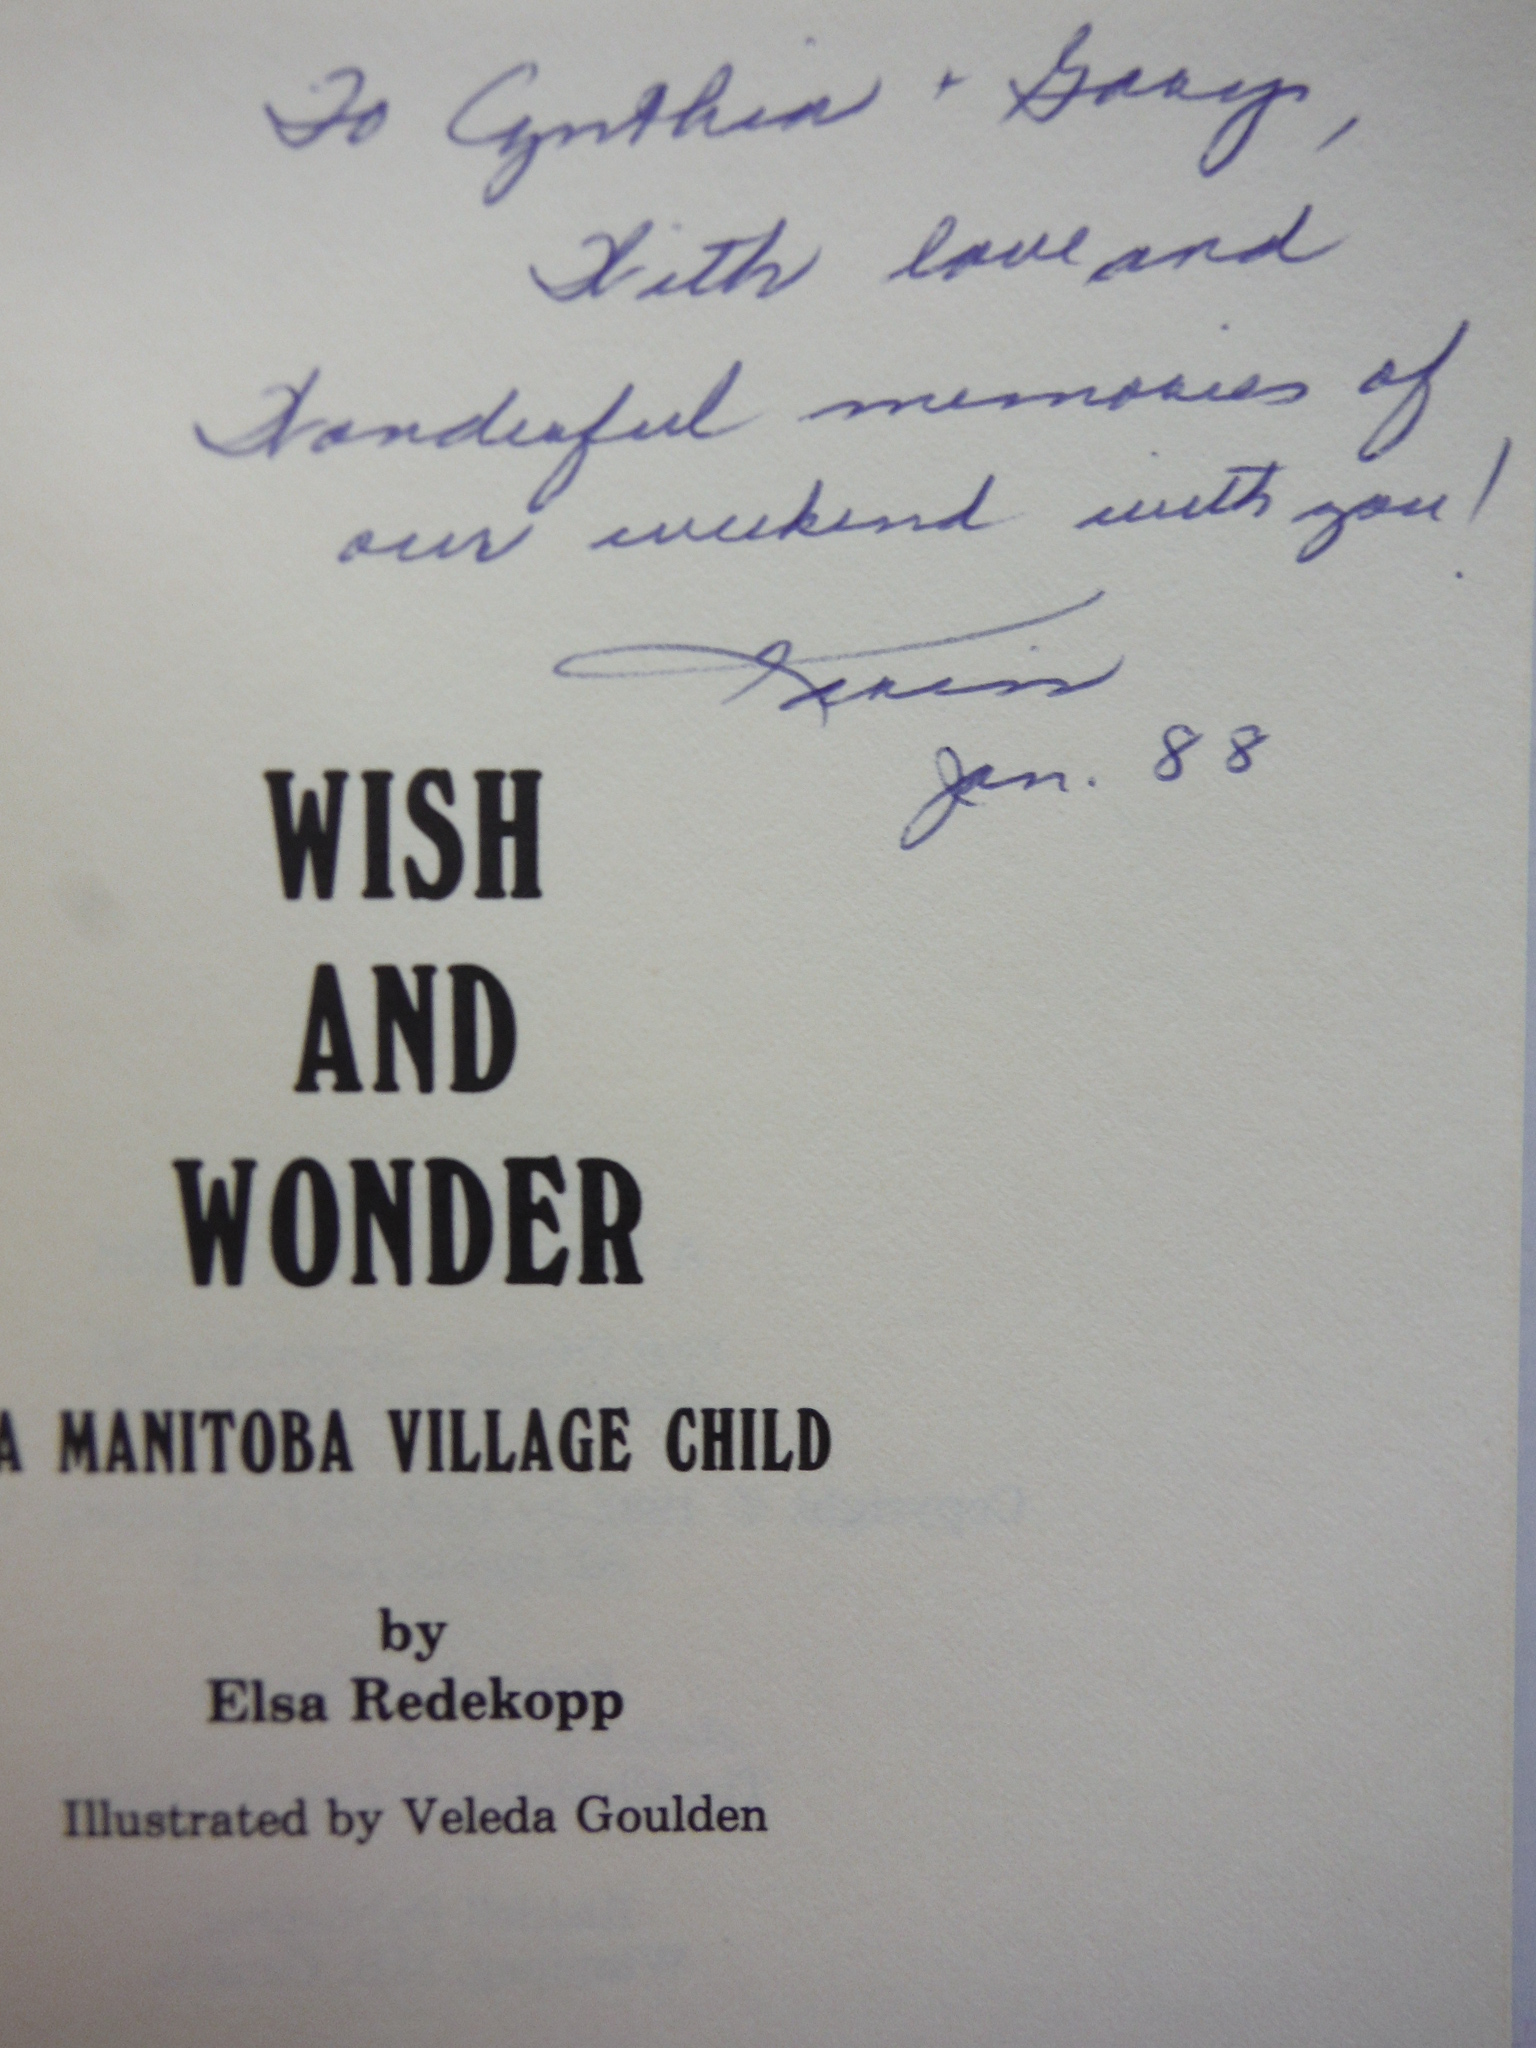 To Cynthia + Gary,
With love and
Wonderful memories of
our weekend with you!
Jan. 88
WISH
AND
WONDER
A MANITOBA VILLAGE CHILD
by
Elsa Redekopp
Illustrated by Veleda Goulden